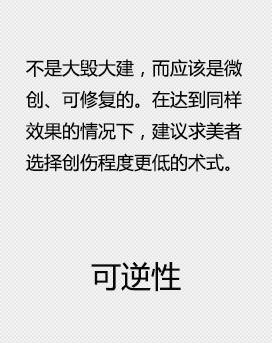 不是大毁大建，而应该是微
创、可修复的。在达到同样
效果的情况下，建议求美者
选择创伤程度更低的术式。
可逆性